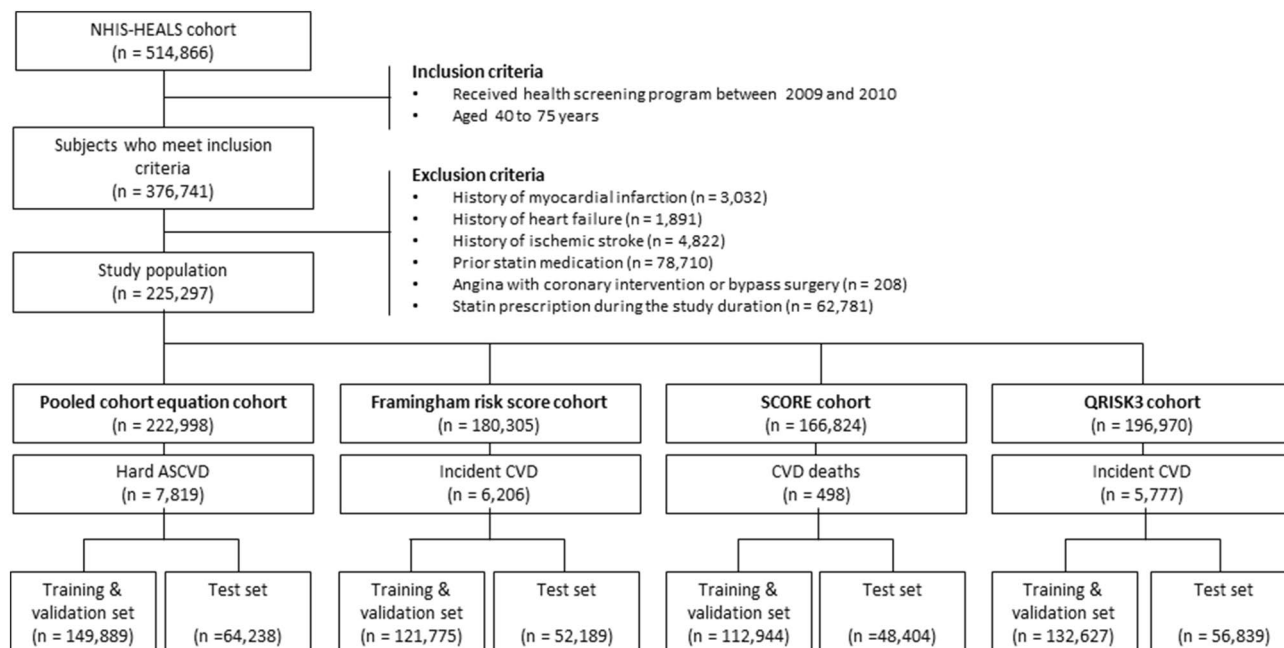 NHIS-HEALS cohort
(n = 514,866)
Inclusion criteria
• Received health screening program between 2009 and 2010
• Aged 40 to 75 years
Subjects who meet inclusion
criteria
(n = 376,741)
Exclusion criteria
• History of myocardial infarction (n = 3,032)
• History of heart failure (n = 1,891)
• History of ischemic stroke (n = 4,822)
• Prior statin medication (n = 78,710)
• Angina with coronary intervention or bypass surgery (n = 208)
• Statin prescription during the study duration (n = 62,781)
Study population
(n = 225,297)
Pooled cohort equation cohort
(n = 222,998)
Framingham risk score cohort
(n = 180,305)
SCORE cohort
(n = 166,824)
QRISK3 cohort
(n = 196,970)
Hard ASCVD
(n = 7,819)
Incident CVD
(n = 6,206)
CVD deaths
(n = 498)
Incident CVD
(n = 5,777)
Training &
validation set
(n = 149,889)
Test set
(n =64,238)
Training &
validation set
(n = 121,775)
Test set
(n = 52,189)
Training &
validation set
(n = 112,944)
Test set
(n =48,404)
Training &
validation set
(n = 132,627)
Test set
(n = 56,839)